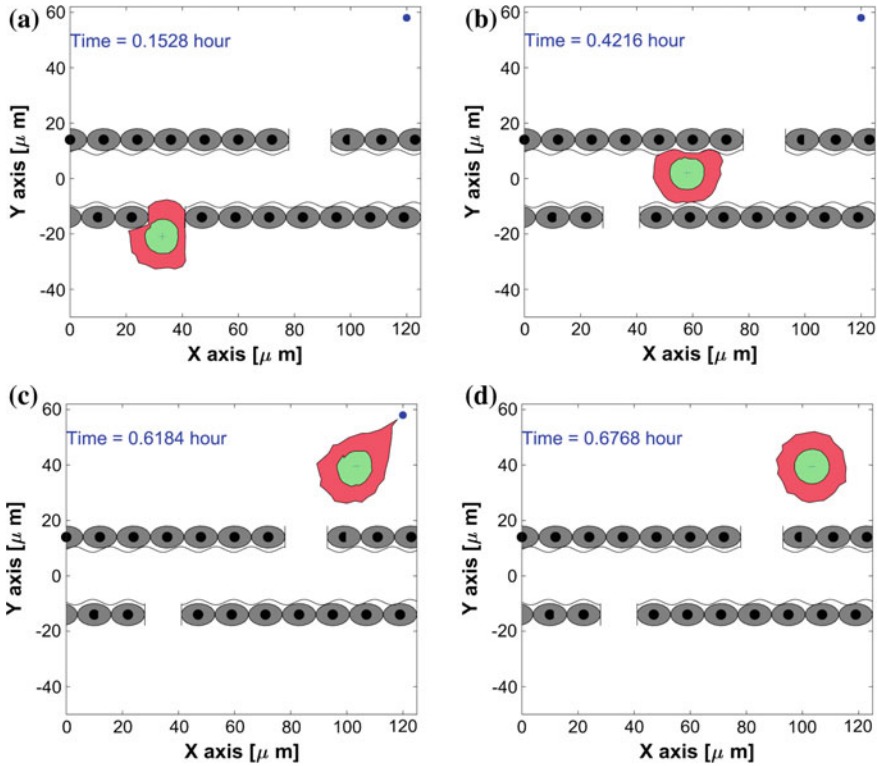 (a)
Time = 0.1528 hour
Y axis [μ m]
60
40
20
0
-20
-40
0 20 40 60 80 100 120
X axis [μ m]
(b)
Time = 0.4216 hour
Y axis [μ m]
60
40
20
0
-20
-40
0 20 40 60 80 100 120
X axis [μ m]
(c)
Time = 0.6184 hour
Y axis [μ m]
60
40
20
0
-20
-40
0 20 40 60 80 100 120
X axis [μ m]
(d)
Time = 0.6768 hour
Y axis [μ m]
60
40
20
0
-20
-40
0 20 40 60 80 100 120
X axis [μ m]